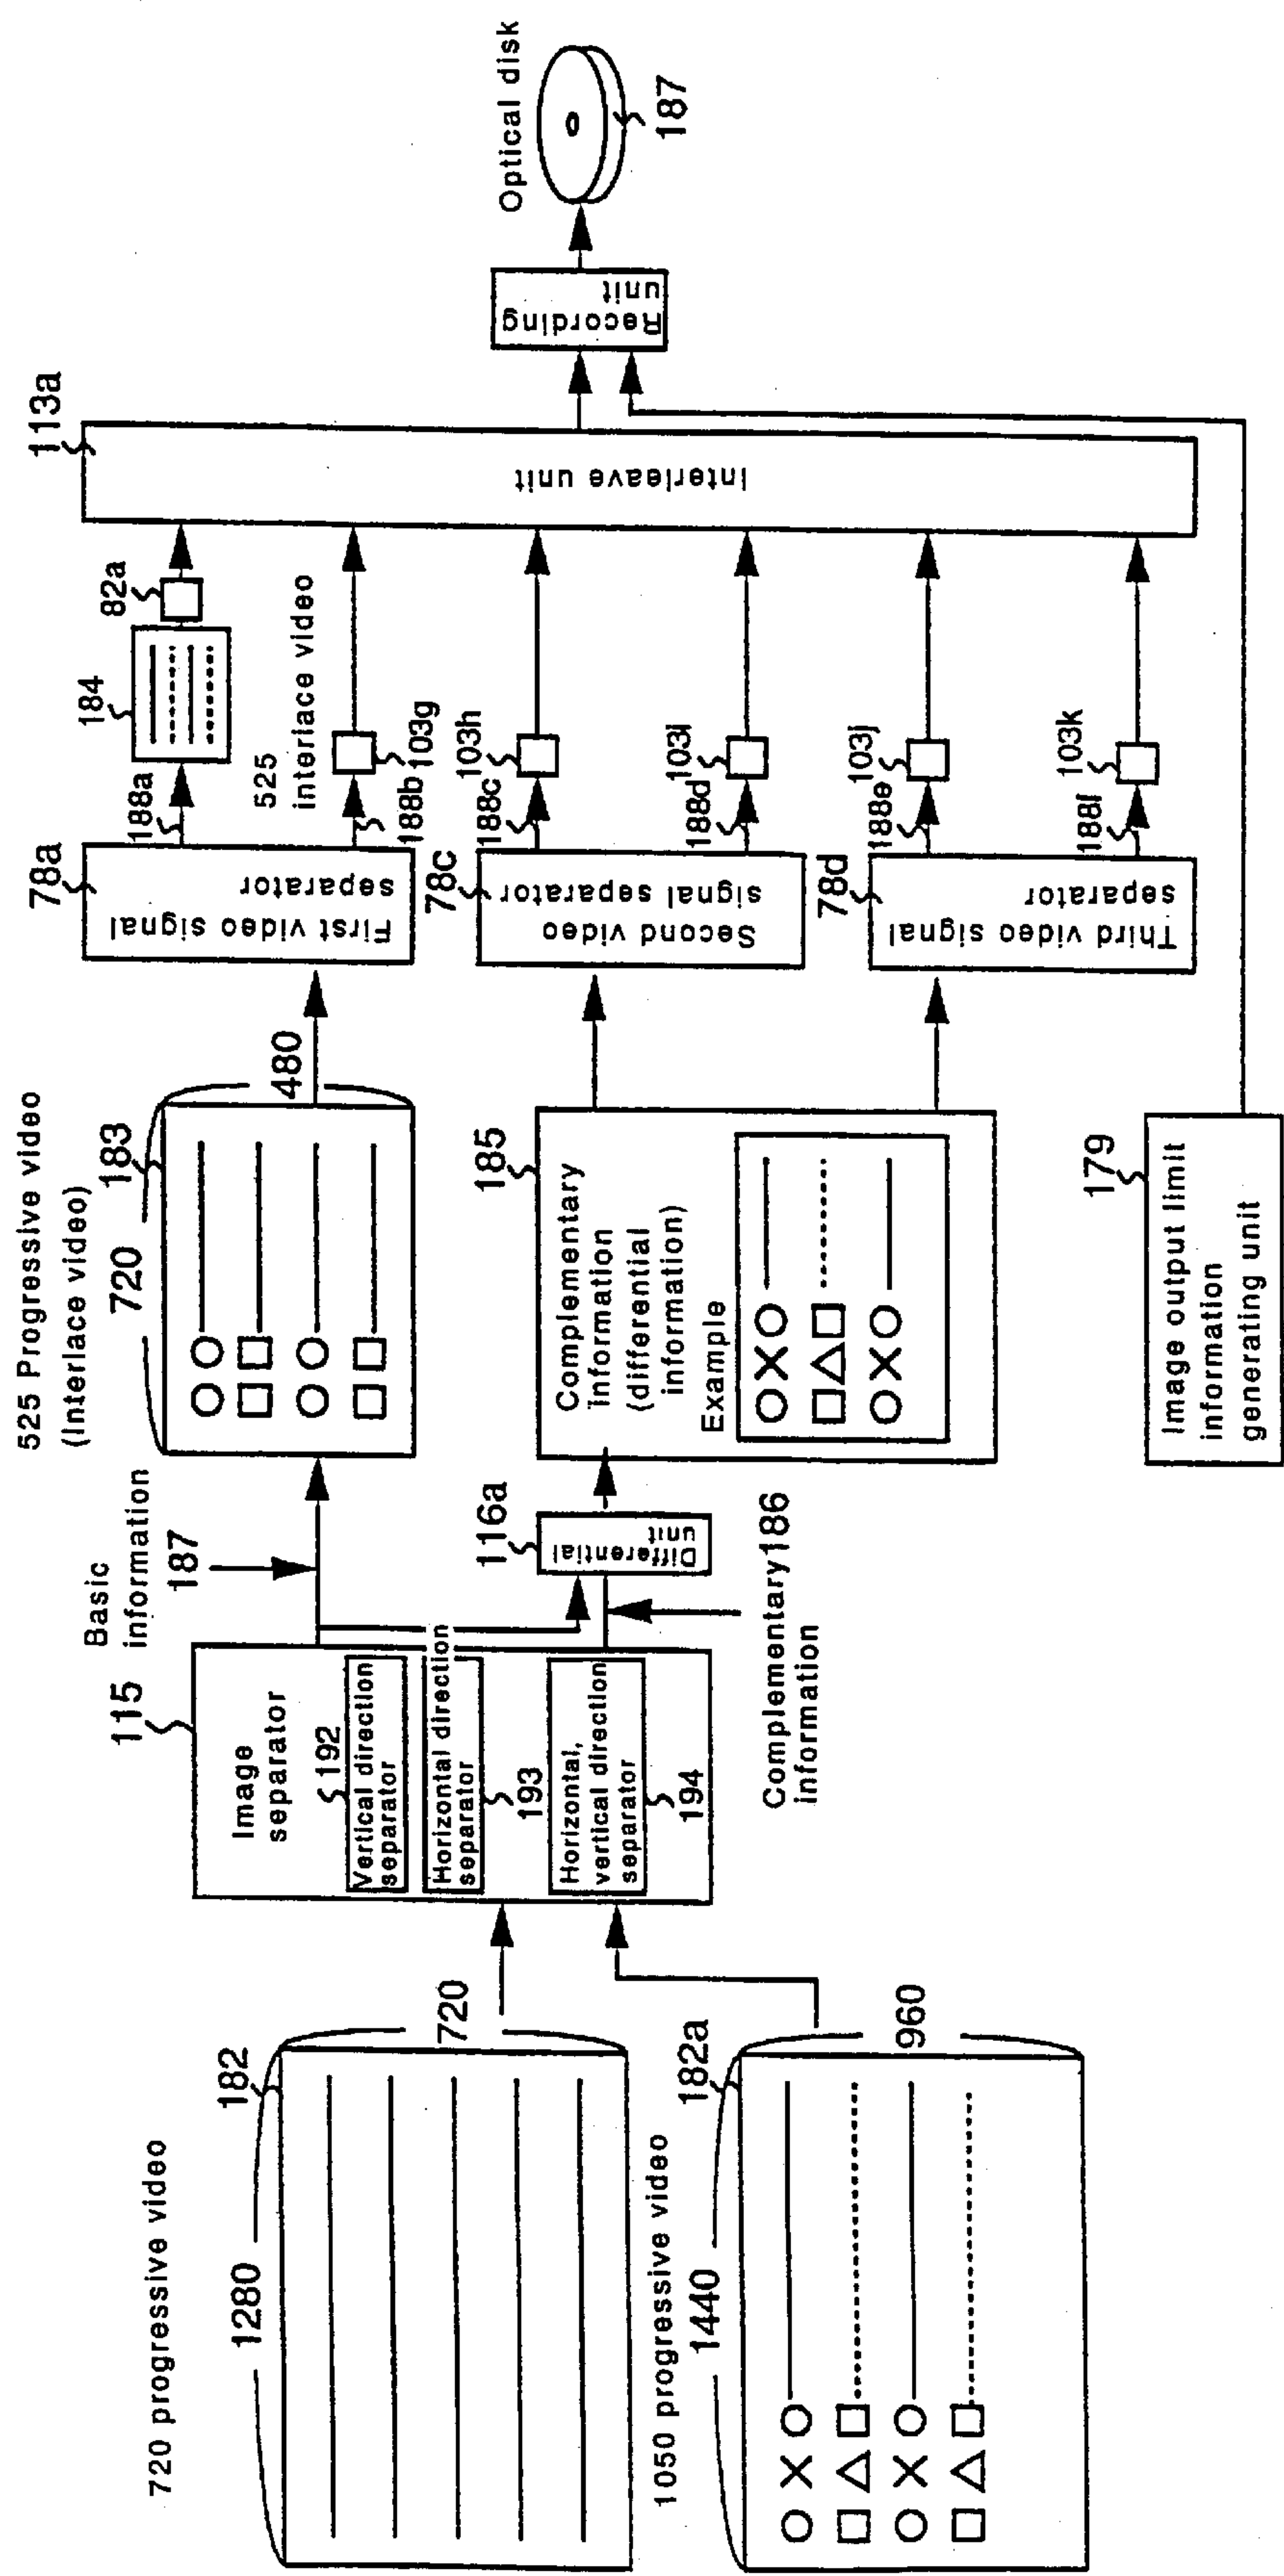 720 progressive video
1280
182
720
1050 progressive video
1440
182a
960
115
Image
separator
192
Vertical direction
separator
Horizontal direction
separator
193
Horizontal,
vertical direction
separator
194
Basic
information
187
116a
Differential
unit
Complementary186
information
525 Progressive video
(Interlace video)
720
183
480
185
Complementary
information
(differential
information)
Example
179
Image output limit
information
generating unit
78a
First video signal
separator
78c
Second video
signal separator
78d
Third video signal
separator
188a
184
82a
525
interlace video
188b
103g
188c
103h
188d
103i
188e
103j
188f
103k
113a
Interleave unit
Recording
unit
Optical disk
187